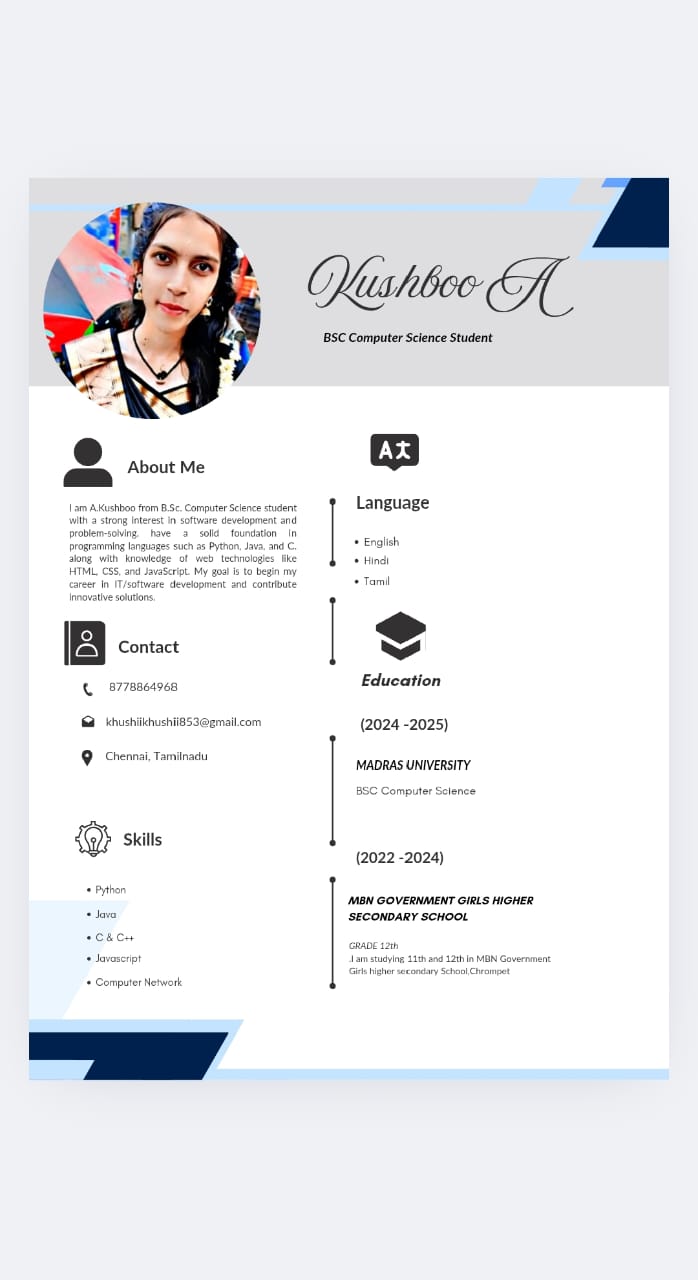 Kushboo A
BSC Computer Science Student
About Me
I am A.Kushboo from B.Sc. Computer Science student
with a strong interest in software development and
problem-solving. have a solid foundation in
programming languages such as Python, Java, and C.
along with knowledge of web technologies like
HTML, CSS, and JavaScript. My goal is to begin my
career in IT/software development and contribute
innovative solutions.
Contact
8778864968
khushiikhushii853@gmail.com
Chennai, Tamilnadu
Skills
• Python
• Java
• C & C++
• Javascript
• Computer Network
A
Language
• English
• Hindi
• Tamil
Education
(2024 -2025)
MADRAS UNIVERSITY
BSC Computer Science
(2022 -2024)
MBN GOVERNMENT GIRLS HIGHER
SECONDARY SCHOOL
GRADE 12th
.I am studying 11th and 12th in MBN Government
Girls higher secondary School,Chrompet